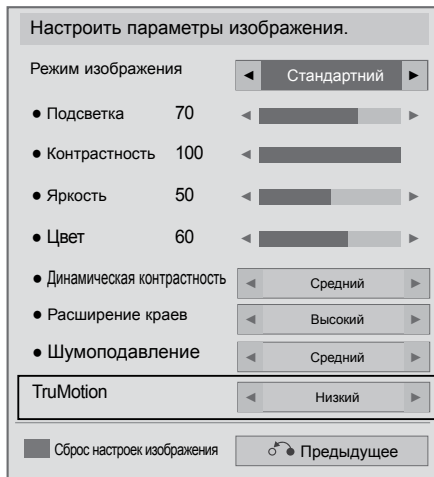 Настроить параметры изображения.
Режим изображения ◄ Стандартний ►
● Подсветка 70 ◄ ►
● Контрастность 100 ◄
● Яркость 50 ◄ ►
● Цвет 60 ◄ ►
● Динамическая контрастность ◄ Средний ►
● Расширение краев ◄ Высокий ►
● Шумоподавление ◄ Средний ►
TruMotion ◄ Низкий ►
Сброс настроек изображения Предыдущее